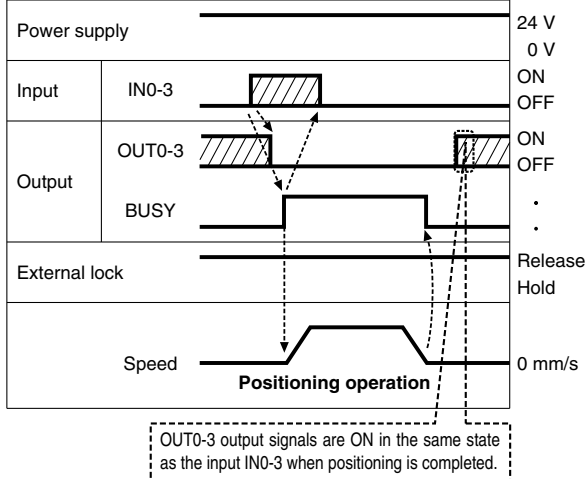 Power supply
24 V
0 V
Input
IN0-3
ON
OFF
Output
OUT0-3
ON
OFF
BUSY
External lock
Release
Hold
Speed
0 mm/s
Positioning operation
OUT0-3 output signals are ON in the same state
as the input IN0-3 when positioning is completed.